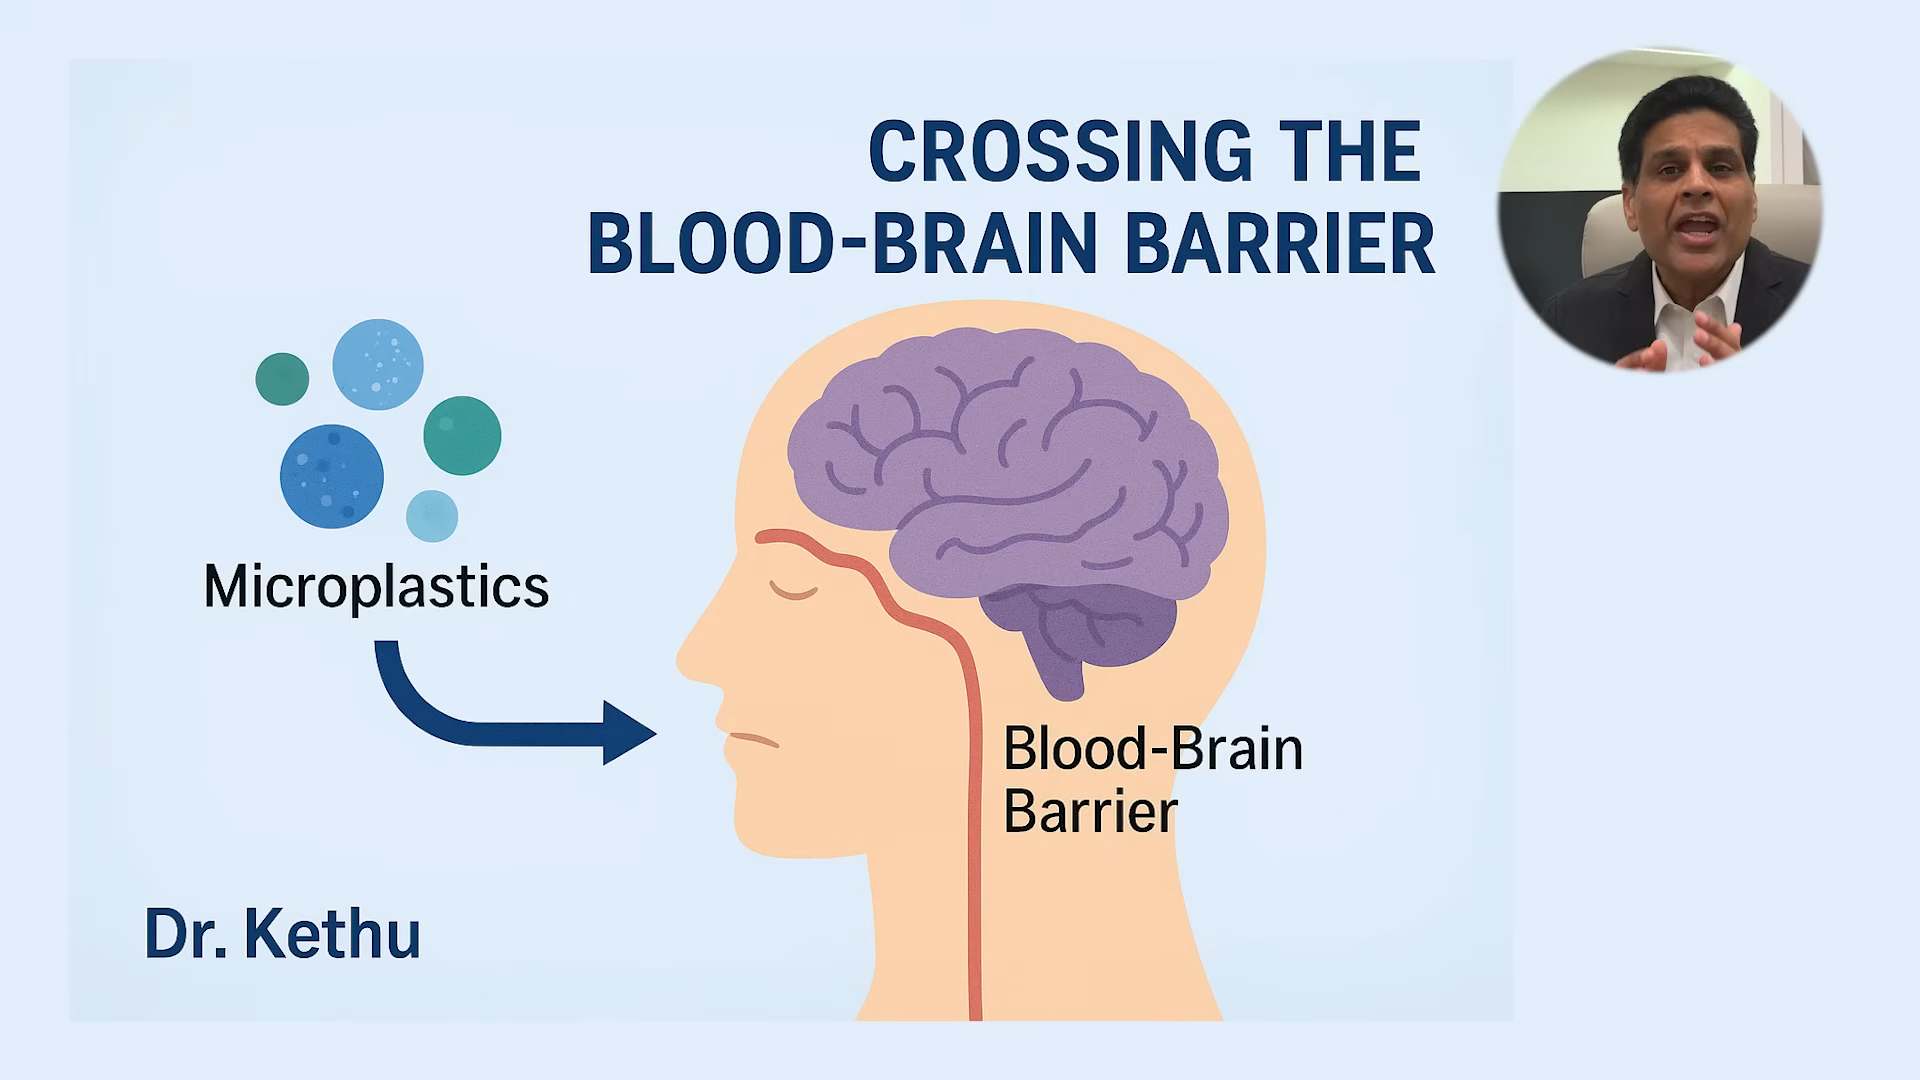 CROSSING THE
BLOOD-BRAIN BARRIER
Microplastics
Blood-Brain
Barrier
Dr. Kethu